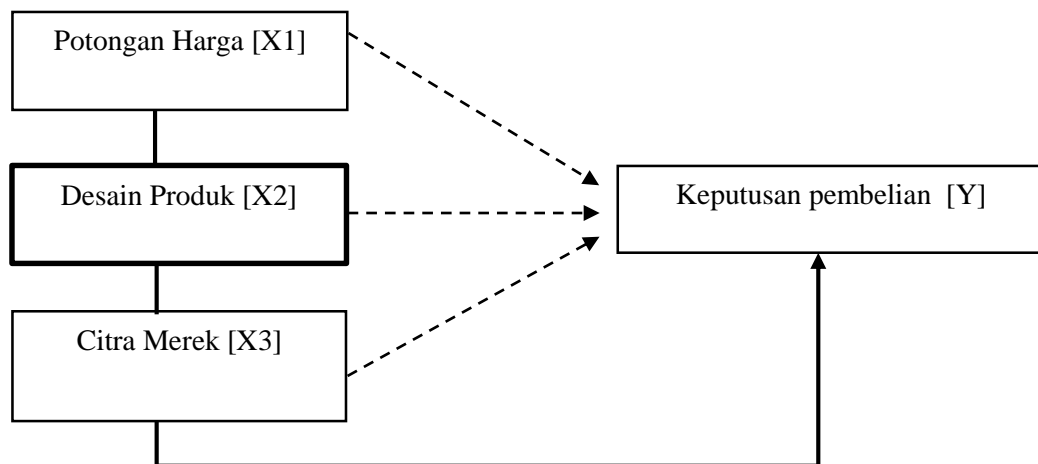 Potongan Harga [X1]
Desain Produk [X2]
Keputusan pembelian  [Y]
Citra Merek [X3]